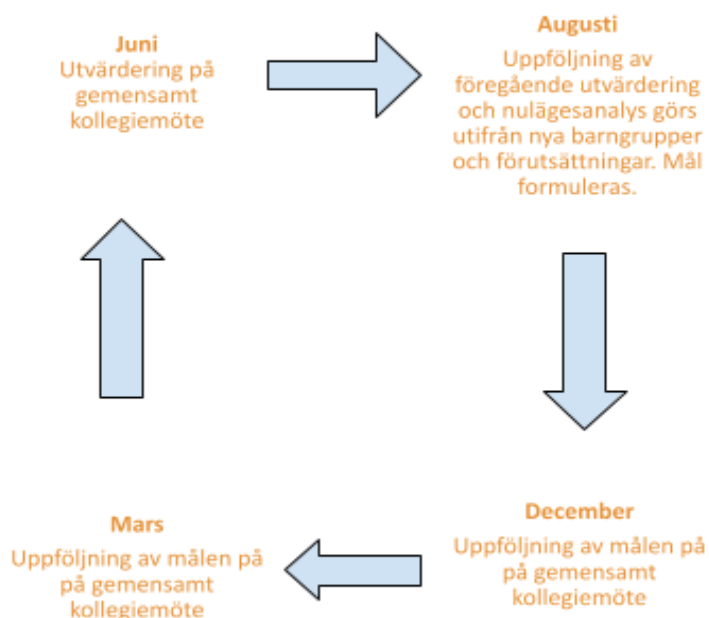 Juni
Utvärdering på
gemensamt
kollegiemöte
Augusti
Uppföljning av
föregående utvärdering
och nulägesanalys görs
utifrån nya barngrupper
och förutsättningar. Mål
formuleras.
December
Uppföljning av målen på
på gemensamt
kollegiemöte
Mars
Uppföljning av målen på
på gemensamt
kollegiemöte